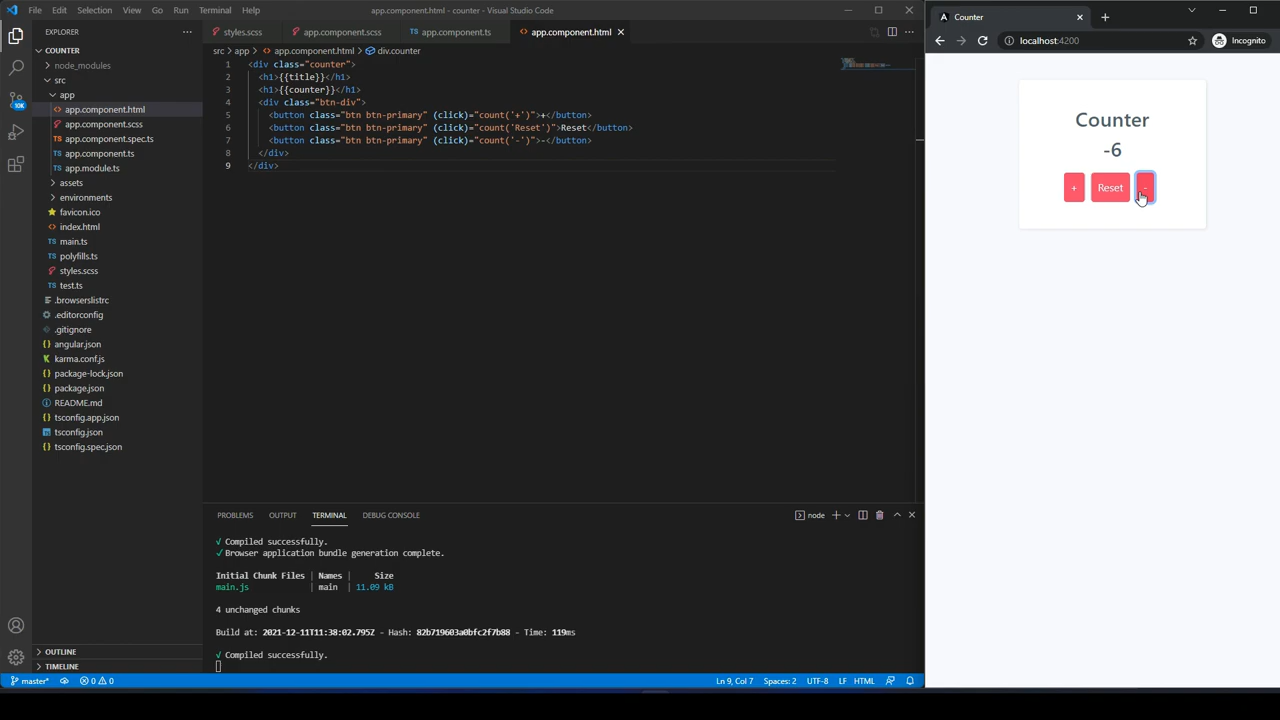 File Edit Selection View Go Run Terminal Help
app.component.html - counter - Visual Studio Code
EXPLORER
COUNTER
node_modules
src
app
app.component.html
app.component.scss
app.component.spec.ts
app.component.ts
app.module.ts
assets
environments
favicon.ico
index.html
main.ts
polyfills.ts
styles.scss
test.ts
.browserslistrc
.editorconfig
.gitignore
angular.json
karma.conf.js
package-lock.json
package.json
README.md
tsconfig.app.json
tsconfig.json
tsconfig.spec.json
OUTLINE
TIMELINE
10K
styles.scss app.component.scss TS app.component.ts app.component.html
src > app > app.component.html > div.counter
1 <div class="counter">
2 <h1>{{title}}</h1>
3 <h1>{{counter}}</h1>
4 <div class="btn-div">
5 <button class="btn btn-primary" (click)="count('+')">+</button>
6 <button class="btn btn-primary" (click)="count('Reset')">Reset</button>
7 <button class="btn btn-primary" (click)="count('-')">-</button>
8 </div>
9 </div>
PROBLEMS OUTPUT TERMINAL DEBUG CONSOLE
node
√ Compiled successfully.
√ Browser application bundle generation complete.
Initial Chunk Files | Names | Size
main.js | main | 11.09 kB
4 unchanged chunks
Build at: 2021-12-11T11:38:02.795Z - Hash: 82b719603a0bfc2f7b88 - Time: 119ms
√ Compiled successfully.
master* 0 0
Ln 9, Col 7 Spaces: 2 UTF-8 LF HTML
Counter
localhost:4200
Incognito
Counter
-6
+ Reset -